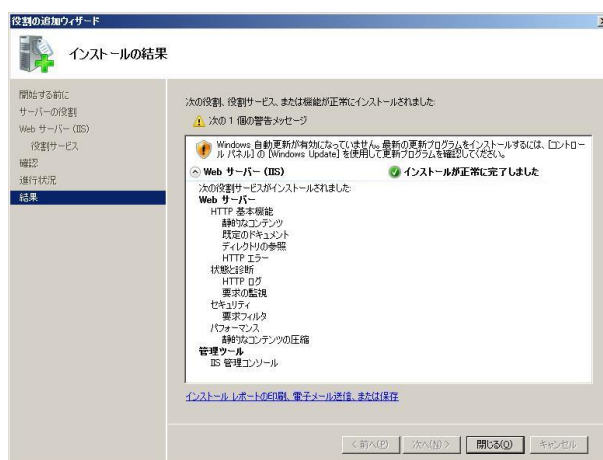 役割の追加ウィザード
インストールの結果
開始する前に
サーバーの役割
Web サーバー (IIS)
役割サービス
確認
進行状況
結果
次の役割、役割サービス、または機能が正常にインストールされました:
次の 1 個の警告メッセージ
Windows 自動更新が有効になっていません。最新の更新プログラムをインストールするには、[コントロー
ル パネル] の [Windows Update] を使用して更新プログラムを確認してください。
Web サーバー (IIS)
インストールが正常に完了しました
次の役割サービスがインストールされました:
Web サーバー
HTTP 基本機能
静的なコンテンツ
既定のドキュメント
ディレクトリの参照
HTTP エラー
状態と診断
HTTP ログ
要求の監視
セキュリティ
要求フィルタ
パフォーマンス
静的なコンテンツの圧縮
管理ツール
IIS 管理コンソール
インストール レポートの印刷、電子メール送信、または保存
< 前へ(P)
次へ(N) >
閉じる(O)
キャンセル